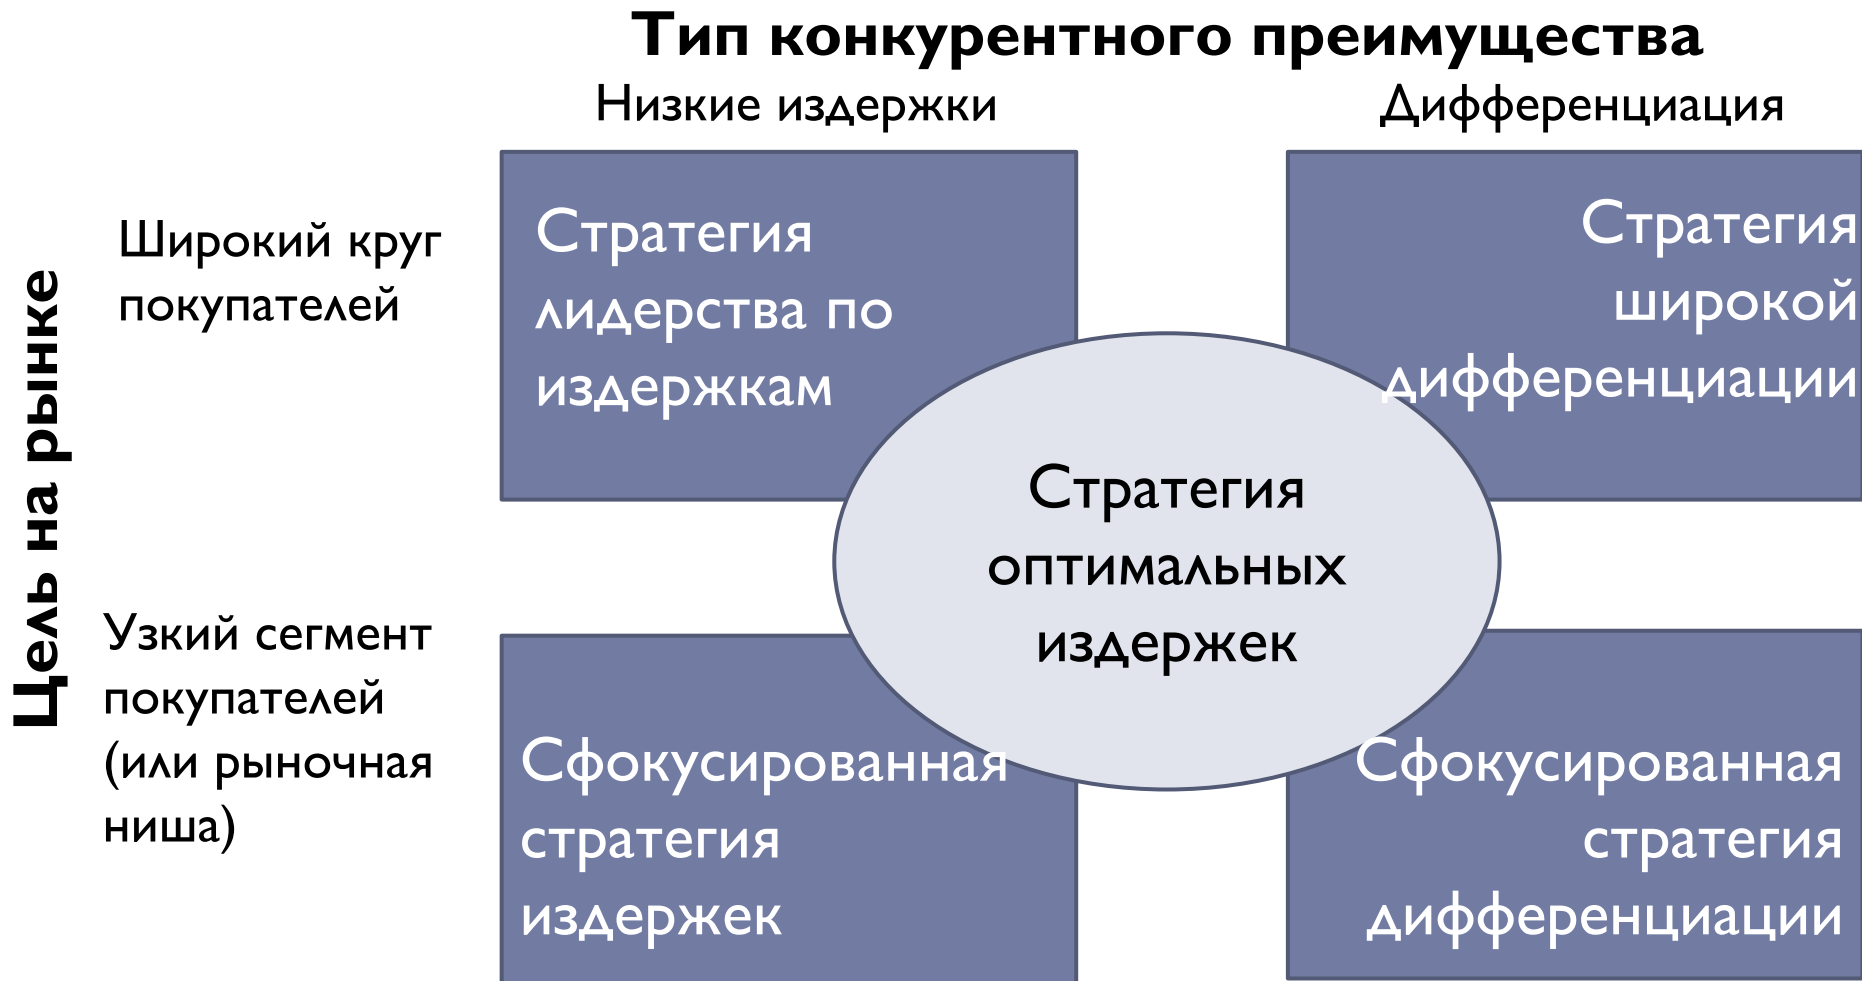 Тип конкурентного преимущества
Низкие издержки
Дифференциация
Цель на рынке
Широкий круг
покупателей
Стратегия
лидерства по
издержкам
Стратегия
широкой
дифференциации
Стратегия
оптимальных
издержек
Узкий сегмент
покупателей
(или рыночная
ниша)
Сфокусированная
стратегия
издержек
Сфокусированная
стратегия
дифференциации